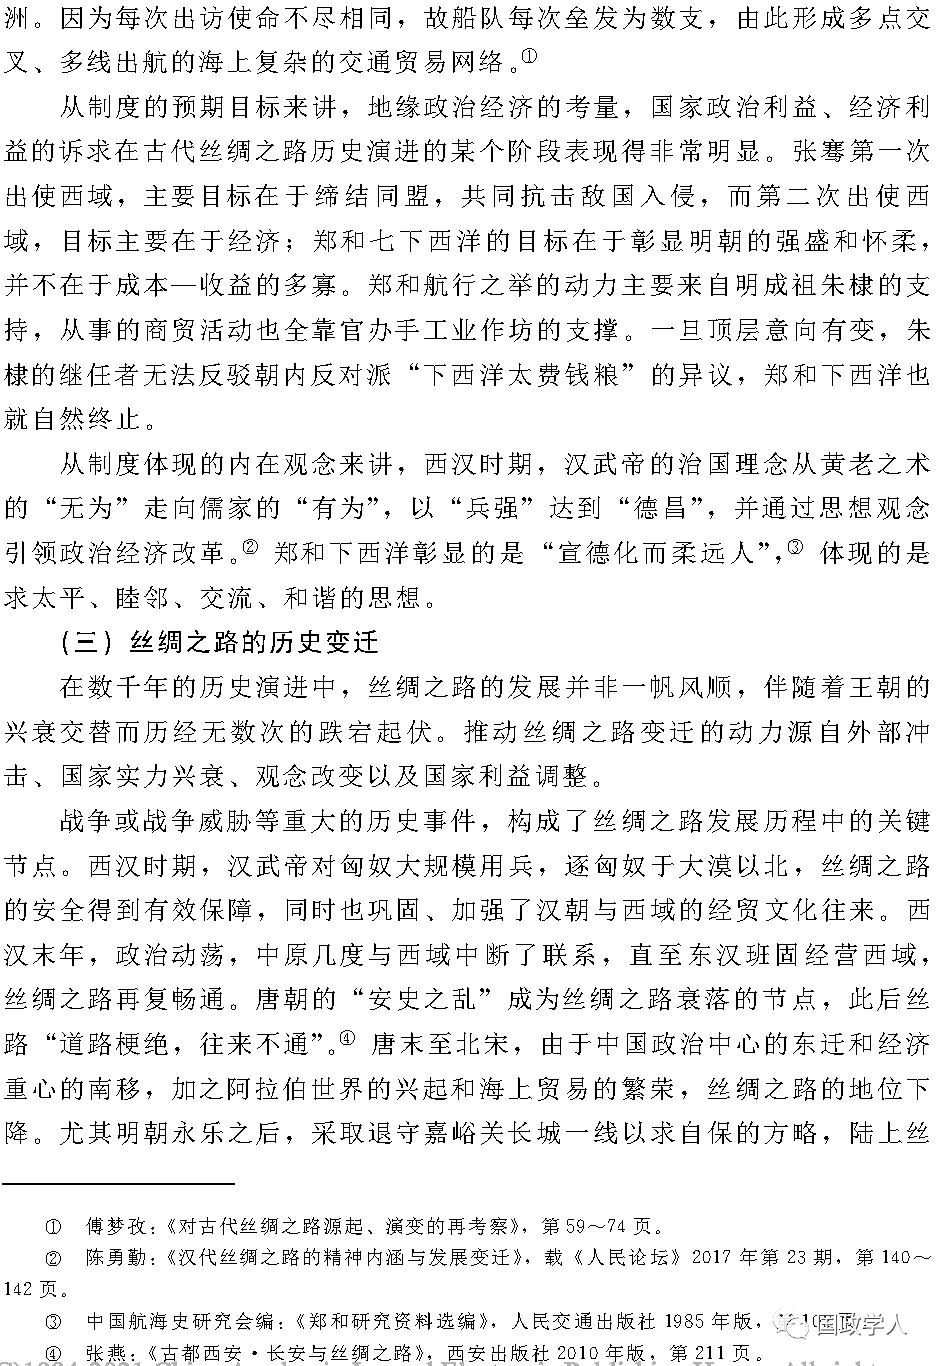 洲。因为每次出访使命不尽相同，故船队每次垒发为数支，由此形成多点交
叉、多线出航的海上复杂的交通贸易网络。①
从制度的预期目标来讲，地缘政治经济的考量，国家政治利益、经济利
益的诉求在古代丝绸之路历史演进的某个阶段表现得非常明显。张骞第一次
出使西域，主要目标在于缔结同盟，共同抗击敌国入侵，而第二次出使西
域，目标主要在于经济；郑和七下西洋的目标在于彰显明朝的强盛和怀柔，
并不在于成本—收益的多寡。郑和航行之举的动力主要来自明成祖朱棣的支
持，从事的商贸活动也全靠官办手工业作坊的支撑。一旦顶层意向有变，朱
棣的继任者无法反驳朝内反对派“下西洋太费钱粮”的异议，郑和下西洋也
就自然终止。
从制度体现的内在观念来讲，西汉时期，汉武帝的治国理念从黄老之术
的“无为”走向儒家的“有为”，以“兵强”达到“德昌”，并通过思想观念
引领政治经济改革。② 郑和下西洋彰显的是“宣德化而柔远人”，③ 体现的是
求太平、睦邻、交流、和谐的思想。
（三）丝绸之路的历史变迁
在数千年的历史演进中，丝绸之路的发展并非一帆风顺，伴随着王朝的
兴衰交替而历经无数次的跌宕起伏。推动丝绸之路变迁的动力源自外部冲
击、国家实力兴衰、观念改变以及国家利益调整。
战争或战争威胁等重大的历史事件，构成了丝绸之路发展历程中的关键
节点。西汉时期，汉武帝对匈奴大规模用兵，逐匈奴于大漠以北，丝绸之路
的安全得到有效保障，同时也巩固、加强了汉朝与西域的经贸文化往来。西
汉末年，政治动荡，中原几度与西域中断了联系，直至东汉班固经营西域，
丝绸之路再复畅通。唐朝的“安史之乱”成为丝绸之路衰落的节点，此后丝
路“道路梗绝，往来不通”。④ 唐末至北宋，由于中国政治中心的东迁和经济
重心的南移，加之阿拉伯世界的兴起和海上贸易的繁荣，丝绸之路的地位下
降。尤其明朝永乐之后，采取退守嘉峪关长城一线以求自保的方略，陆上丝
① 傅梦孜：《对古代丝绸之路源起、演变的再考察》，第59～74页。
② 陈勇勤：《汉代丝绸之路的精神内涵与发展变迁》，载《人民论坛》2017年第23期，第140～
142页。
③ 中国航海史研究会编：《郑和研究资料选编》，人民交通出版社1985年版，
国政学人
④ 张燕：《古都西安·长安与丝绸之路》，西安出版社2010年版，第211页。